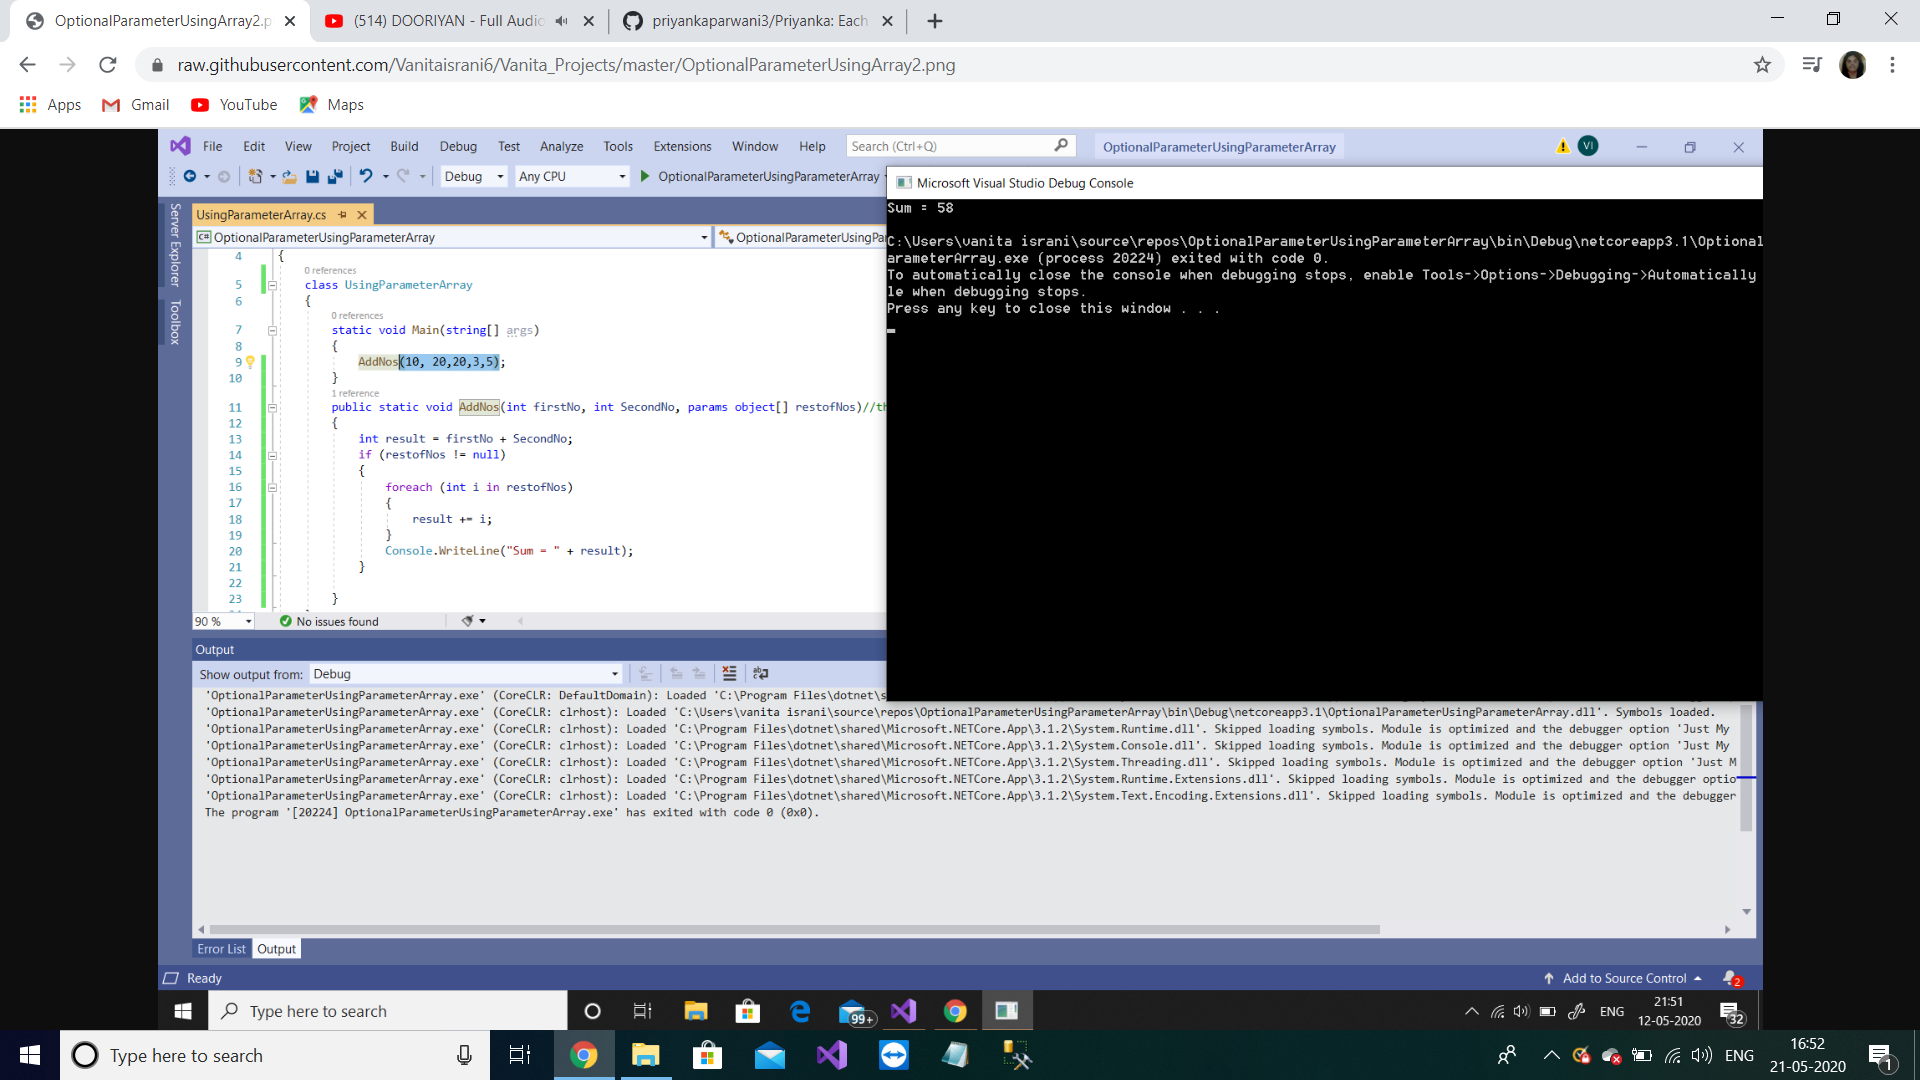 OptionalParameterUsingArray2.p
(514) DOORIYAN - Full Audio
priyankaparwani3/Priyanka: Each
raw.githubusercontent.com/Vanitaisrani6/Vanita_Projects/master/OptionalParameterUsingArray2.png
Apps Gmail YouTube Maps
File Edit View Project Build Debug Test Analyze Tools Extensions Window Help Search (Ctrl+Q) OptionalParameterUsingParameterArray VI
Debug Any CPU OptionalParameterUsingParameterArray
Server Explorer
Toolbox
UsingParameterArray.cs
C# OptionalParameterUsingParameterArray OptionalParameterUsingPa
4 {
0 references
5 class UsingParameterArray
6 {
0 references
7 static void Main(string[] args)
8 {
9 AddNos(10, 20,20,3,5);
10 }
1 reference
11 public static void AddNos(int firstNo, int SecondNo, params object[] restofNos)//th
12 {
13 int result = firstNo + SecondNo;
14 if (restofNos != null)
15 {
16 foreach (int i in restofNos)
17 {
18 result += i;
19 }
20 Console.WriteLine("Sum = " + result);
21 }
22
23 }
90 % No issues found
Microsoft Visual Studio Debug Console
Sum = 58
C:\Users\vanita israni\source\repos\OptionalParameterUsingParameterArray\bin\Debug\netcoreapp3.1\Optional
arameterArray.exe (process 20224) exited with code 0.
To automatically close the console when debugging stops, enable Tools->Options->Debugging->Automatically
le when debugging stops.
Press any key to close this window . . .
Output
Show output from: Debug
'OptionalParameterUsingParameterArray.exe' (CoreCLR: DefaultDomain): Loaded 'C:\Program Files\dotnet\s
'OptionalParameterUsingParameterArray.exe' (CoreCLR: clrhost): Loaded 'C:\Users\vanita israni\source\repos\OptionalParameterUsingParameterArray\bin\Debug\netcoreapp3.1\OptionalParameterUsingParameterArray.dll'. Symbols loaded.
'OptionalParameterUsingParameterArray.exe' (CoreCLR: clrhost): Loaded 'C:\Program Files\dotnet\shared\Microsoft.NETCore.App\3.1.2\System.Runtime.dll'. Skipped loading symbols. Module is optimized and the debugger option 'Just My
'OptionalParameterUsingParameterArray.exe' (CoreCLR: clrhost): Loaded 'C:\Program Files\dotnet\shared\Microsoft.NETCore.App\3.1.2\System.Console.dll'. Skipped loading symbols. Module is optimized and the debugger option 'Just My
'OptionalParameterUsingParameterArray.exe' (CoreCLR: clrhost): Loaded 'C:\Program Files\dotnet\shared\Microsoft.NETCore.App\3.1.2\System.Threading.dll'. Skipped loading symbols. Module is optimized and the debugger option 'Just M
'OptionalParameterUsingParameterArray.exe' (CoreCLR: clrhost): Loaded 'C:\Program Files\dotnet\shared\Microsoft.NETCore.App\3.1.2\System.Runtime.Extensions.dll'. Skipped loading symbols. Module is optimized and the debugger optio
'OptionalParameterUsingParameterArray.exe' (CoreCLR: clrhost): Loaded 'C:\Program Files\dotnet\shared\Microsoft.NETCore.App\3.1.2\System.Text.Encoding.Extensions.dll'. Skipped loading symbols. Module is optimized and the debugger
The program '[20224] OptionalParameterUsingParameterArray.exe' has exited with code 0 (0x0).
Error List Output
Ready Add to Source Control 2
Type here to search 99+ ENG 21:51
12-05-2020 32
Type here to search ENG 16:52
21-05-2020 1